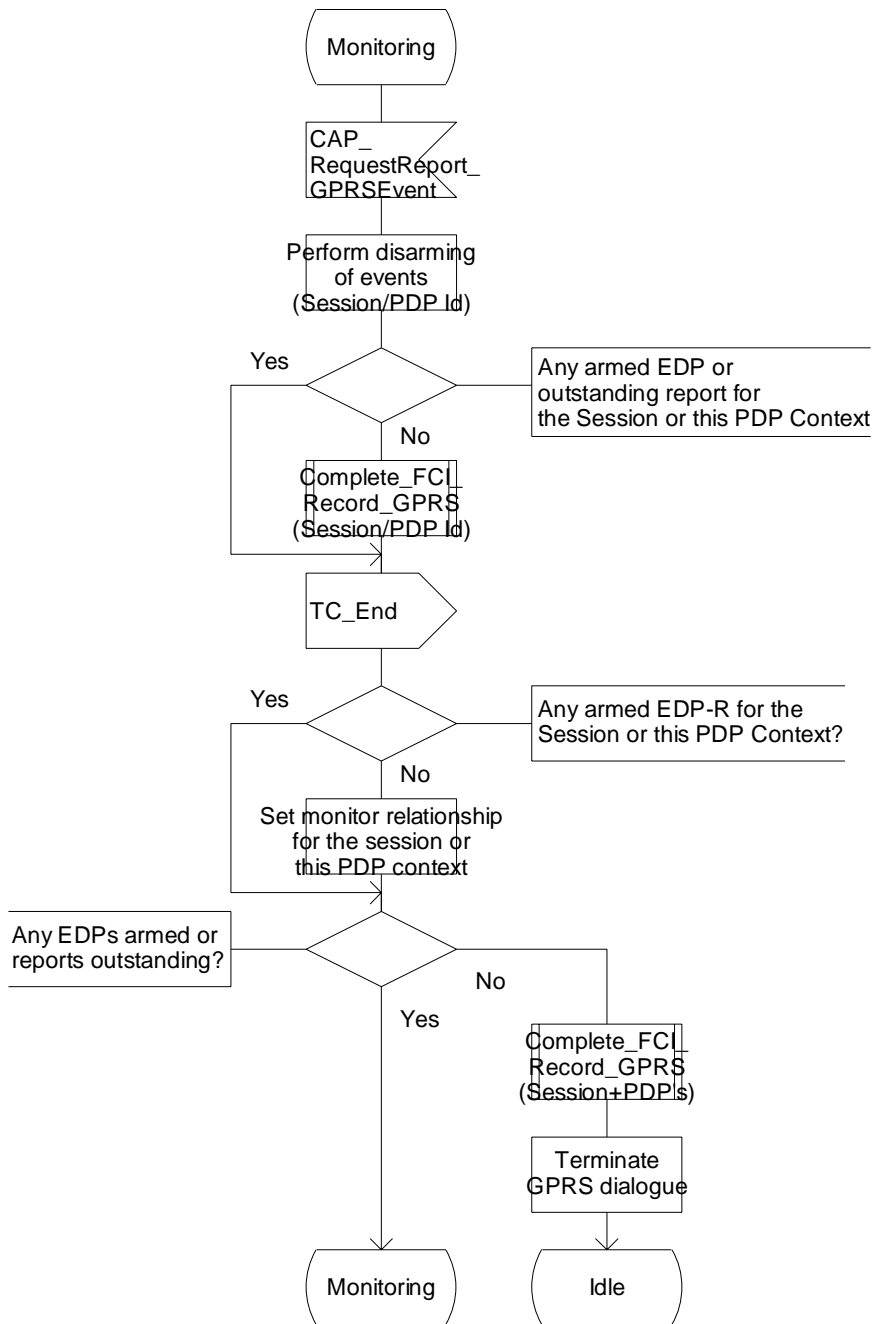 Monitoring
CAP_
RequestReport_
GPRSEvent
Perform disarming
of events
(Session/PDP Id)
Yes
Any armed EDP or
outstanding report for
the Session or this PDP Context
No
Complete_FCI_
Record_GPRS
(Session/PDP Id)
TC_End
Yes
Any armed EDP-R for the
Session or this PDP Context?
No
Set monitor relationship
for the session or
this PDP context
Any EDPs armed or
reports outstanding?
No
Yes
Complete_FCI_
Record_GPRS
(Session+PDP's)
Terminate
GPRS dialogue
Monitoring
Idle